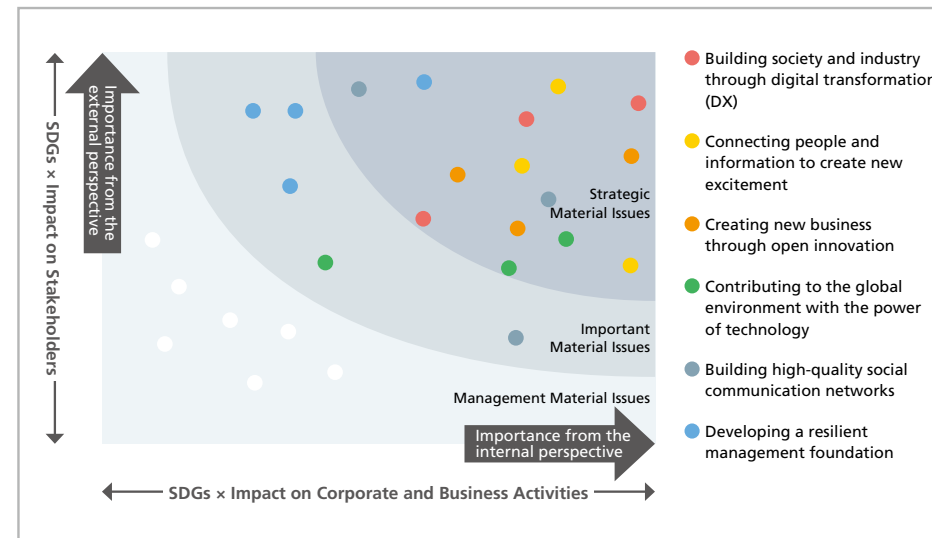 SDGs × Impact on Stakeholders
Importance from the
external perspective
Strategic
Material Issues
Important
Material Issues
Management Material Issues
Importance from the
internal perspective
SDGs × Impact on Corporate and Business Activities
Building society and industry
through digital transformation
(DX)
Connecting people and
information to create new
excitement
Creating new business
through open innovation
Contributing to the global
environment with the power
of technology
Building high-quality social
communication networks
Developing a resilient
management foundation